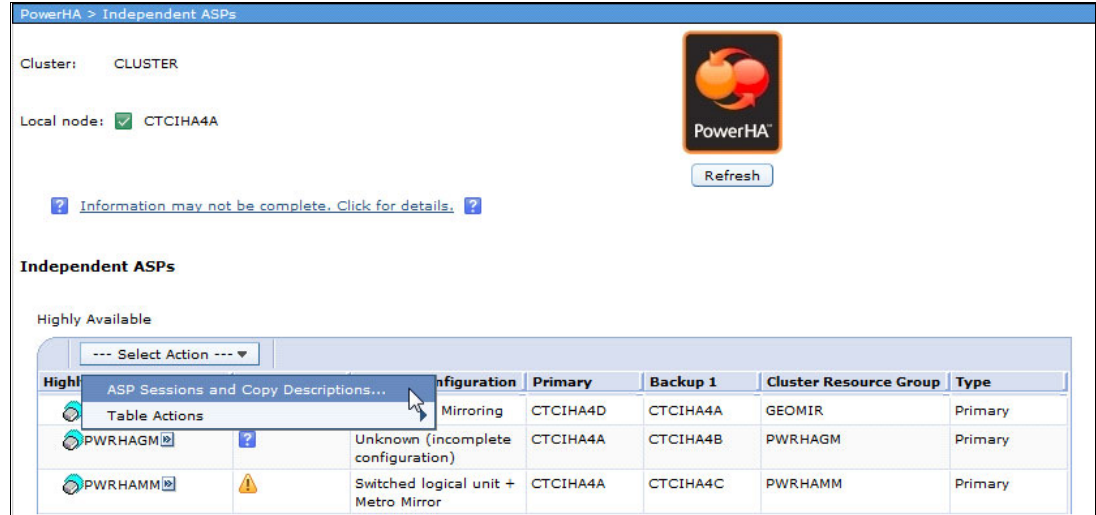 PowerHA > Independent ASPs
Cluster: CLUSTER
Local node: CTCIHA4A
PowerHA™
Refresh
Information may not be complete. Click for details.
Independent ASPs
Highly Available
--- Select Action ---
Highl nfiguration Primary Backup 1 Cluster Resource Group Type
ASP Sessions and Copy Descriptions...
Table Actions
Mirroring CTCIHA4D CTCIHA4A GEOMIR Primary
PWRHAGM Unknown (incomplete CTCIHA4A CTCIHA4B PWRHAGM Primary
configuration)
PWRHAMM Switched logical unit + CTCIHA4A CTCIHA4C PWRHAMM Primary
Metro Mirror